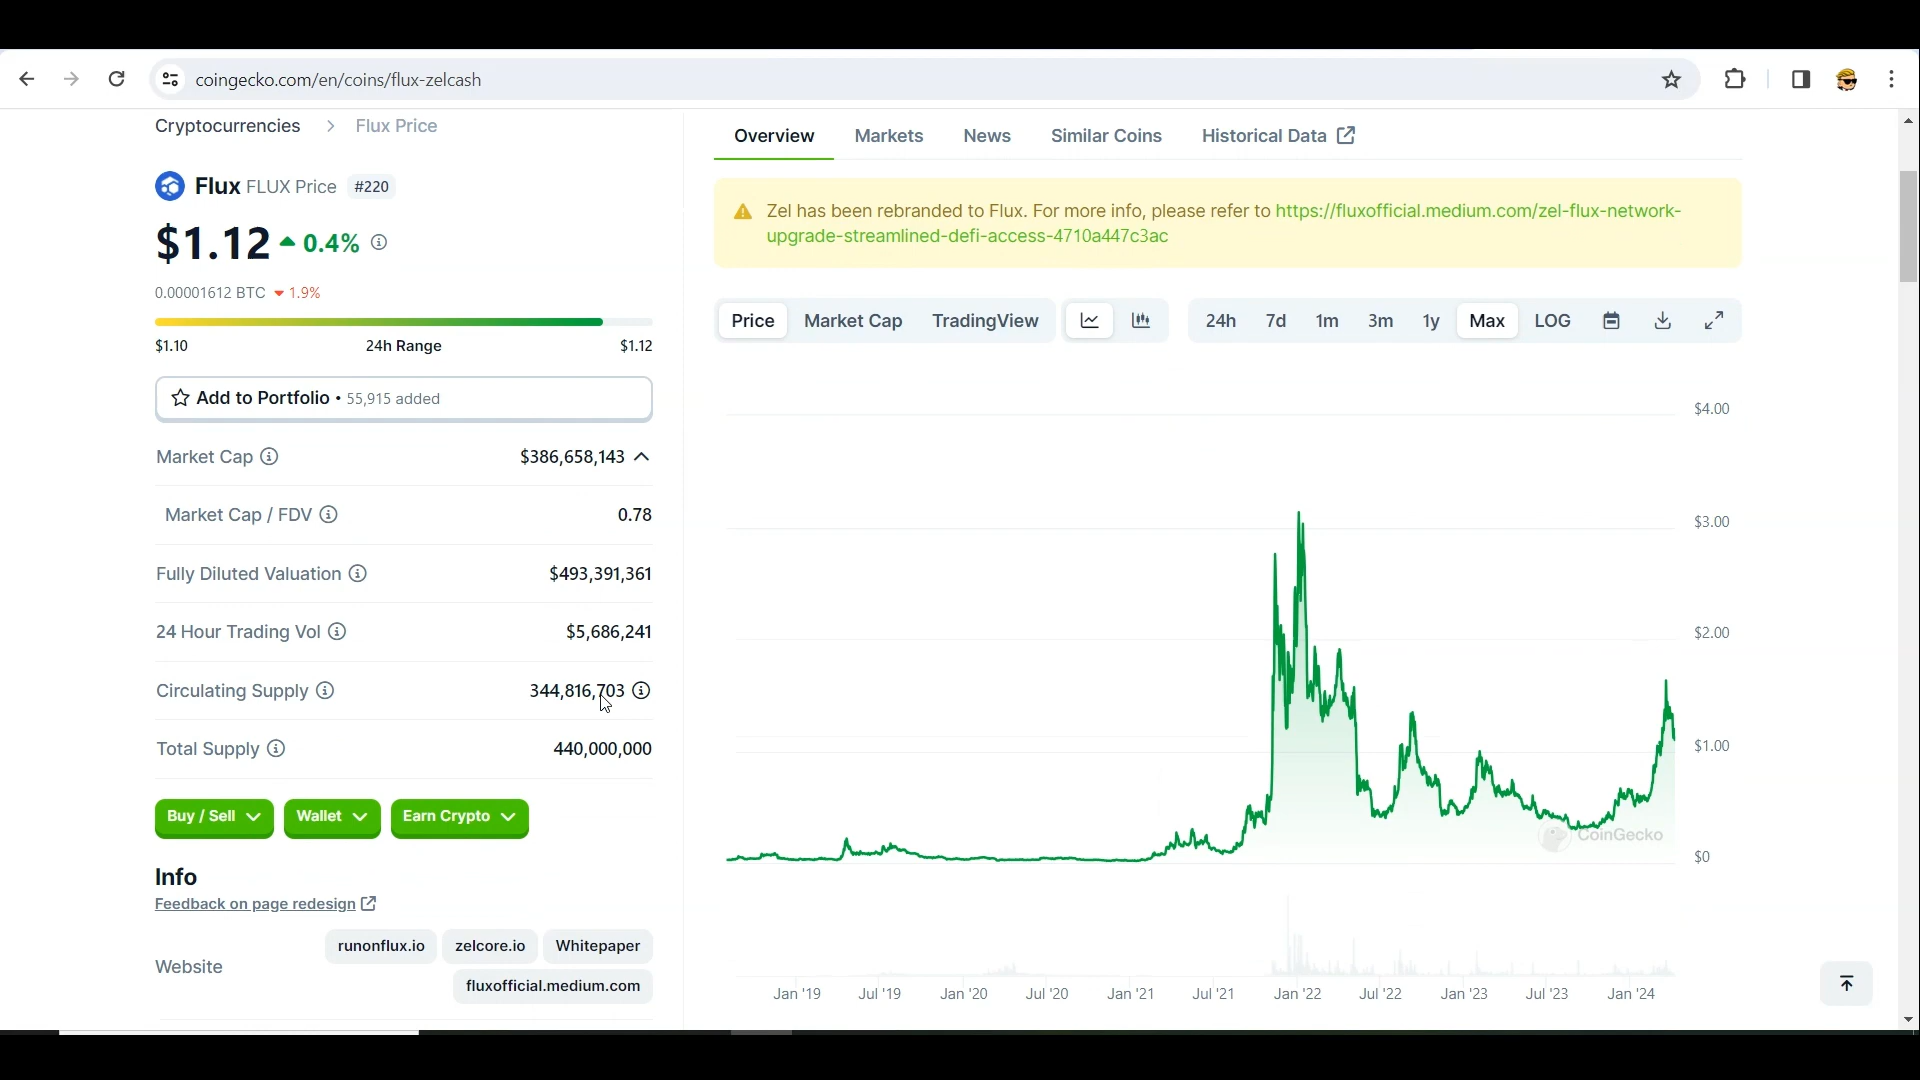 coingecko.com/en/coins/flux-zelcash
Cryptocurrencies > Flux Price
Flux FLUX Price #220
$1.12 0.4%
0.00001612 BTC 1.9%
$1.10 24h Range $1.12
Add to Portfolio • 55,915 added
Market Cap $386,658,143
Market Cap / FDV 0.78
Fully Diluted Valuation $493,391,361
24 Hour Trading Vol $5,686,241
Circulating Supply 344,816,703
Total Supply 440,000,000
Buy / Sell Wallet Earn Crypto
Info
Feedback on page redesign
Website runonflux.io zelcore.io Whitepaper
fluxofficial.medium.com
Overview Markets News Similar Coins Historical Data
Zel has been rebranded to Flux. For more info, please refer to https://fluxofficial.medium.com/zel-flux-network-
upgrade-streamlined-defi-access-4710a447c3ac
Price Market Cap TradingView 24h 7d 1m 3m 1y Max LOG
$4.00
$3.00
$2.00
$1.00
CoinGecko
$0
Jan '19 Jul '19 Jan '20 Jul '20 Jan '21 Jul '21 Jan '22 Jul '22 Jan '23 Jul '23 Jan '24